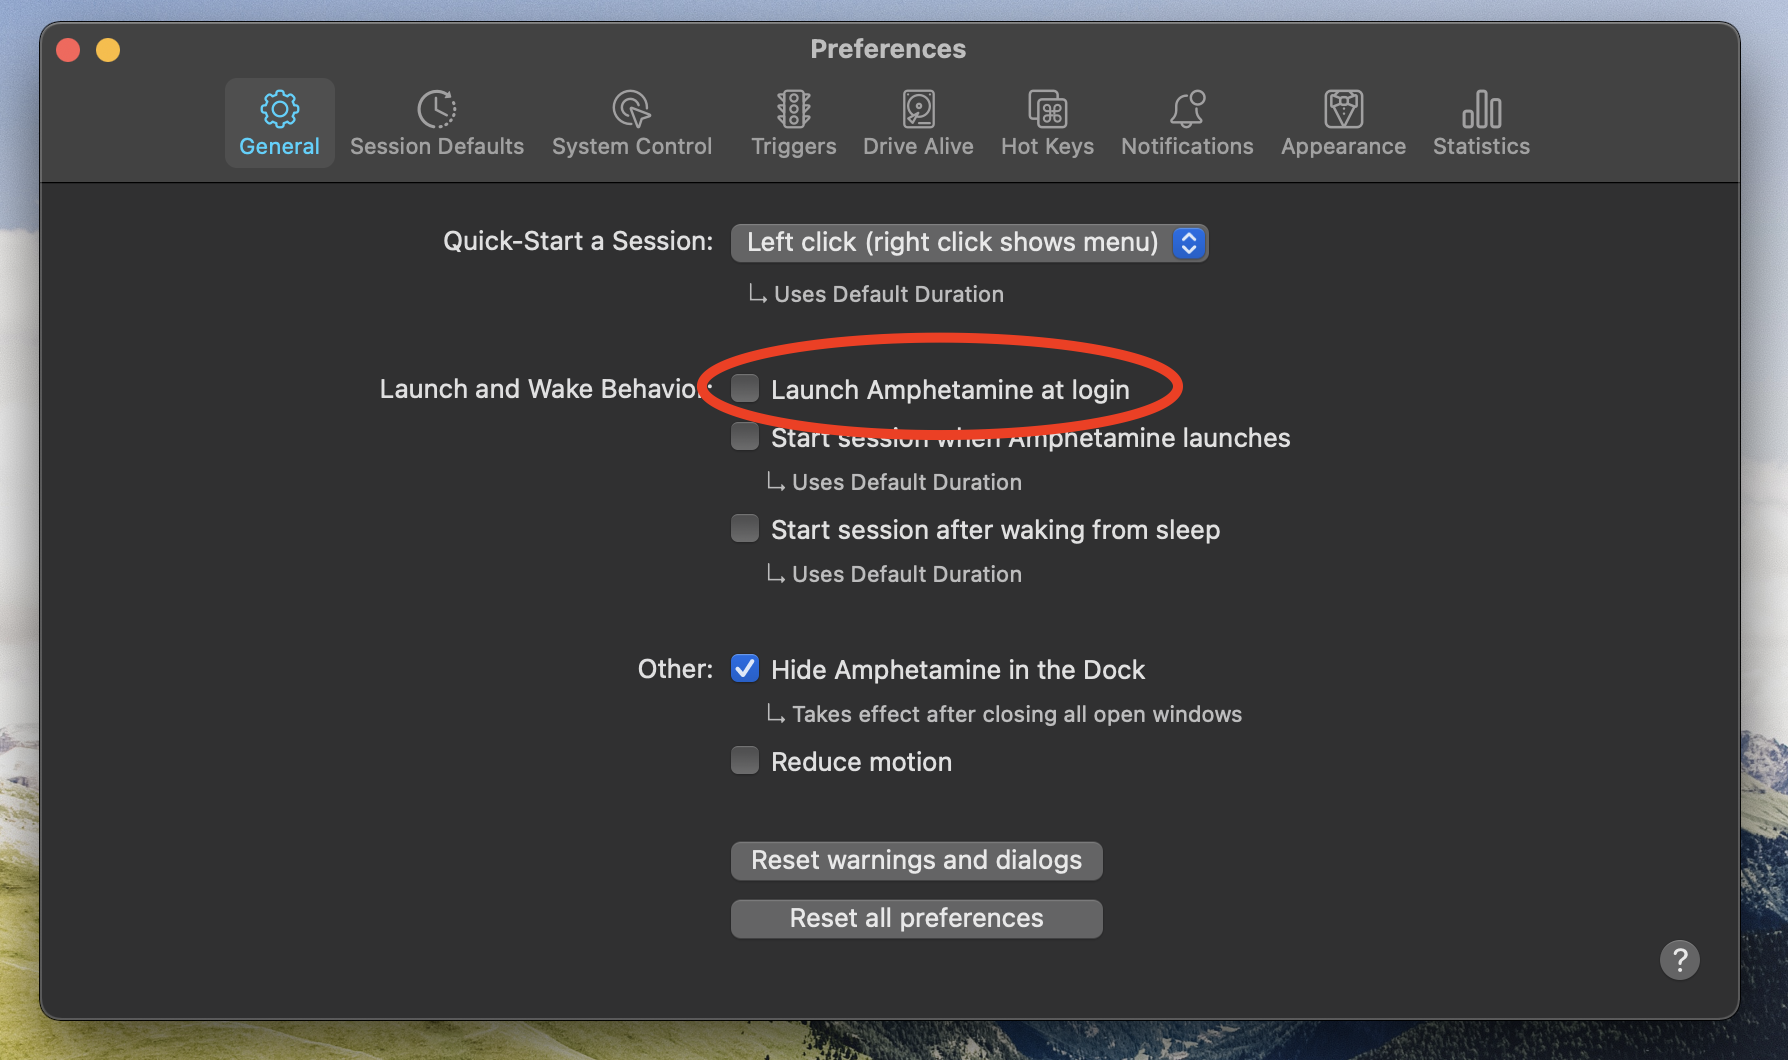 Preferences
General Session Defaults System Control Triggers Drive Alive Hot Keys Notifications Appearance Statistics
Quick-Start a Session: Left click (right click shows menu)
Uses Default Duration
Launch and Wake Behavior: Launch Amphetamine at login
Start session when Amphetamine launches
Uses Default Duration
Start session after waking from sleep
Uses Default Duration
Other: Hide Amphetamine in the Dock
Takes effect after closing all open windows
Reduce motion
Reset warnings and dialogs
Reset all preferences
?